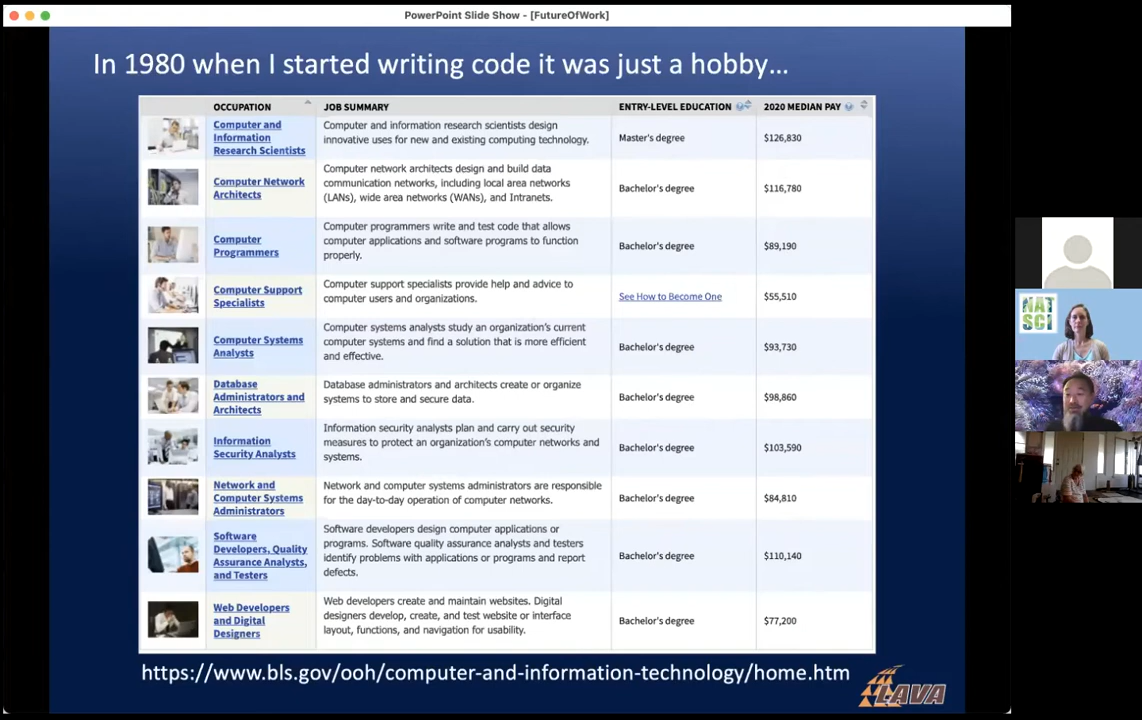 PowerPoint Slide Show - [FutureOfWork]
In 1980 when I started writing code it was just a hobby...
OCCUPATION JOB SUMMARY ENTRY-LEVEL EDUCATION 2020 MEDIAN PAY
Computer and
Information
Research Scientists
Computer and information research scientists design
innovative uses for new and existing computing technology.
Master's degree
$126,830
Computer Network
Architects
Computer network architects design and build data
communication networks, including local area networks
(LANs), wide area networks (WANs), and Intranets.
Bachelor's degree
$116,780
Computer
Programmers
Computer programmers write and test code that allows
computer applications and software programs to function
properly.
Bachelor's degree
$89,190
Computer Support
Specialists
Computer support specialists provide help and advice to
computer users and organizations.
See How to Become One
$55,510
Computer Systems
Analysts
Computer systems analysts study an organization's current
computer systems and find a solution that is more efficient
and effective.
Bachelor's degree
$93,730
Database
Administrators and
Architects
Database administrators and architects create or organize
systems to store and secure data.
Bachelor's degree
$98,860
Information
Security Analysts
Information security analysts plan and carry out security
measures to protect an organization's computer networks and
systems.
Bachelor's degree
$103,590
Network and
Computer Systems
Administrators
Network and computer systems administrators are responsible
for the day-to-day operation of computer networks.
Bachelor's degree
$84,810
Software
Developers, Quality
Assurance Analysts,
and Testers
Software developers design computer applications or
programs. Software quality assurance analysts and testers
identify problems with applications or programs and report
defects.
Bachelor's degree
$110,140
Web Developers
and Digital
Designers
Web developers create and maintain websites. Digital
designers develop, create, and test website or interface
layout, functions, and navigation for usability.
Bachelor's degree
$77,200
https://www.bls.gov/ooh/computer-and-information-technology/home.htm
LAVA
NAT
SCI